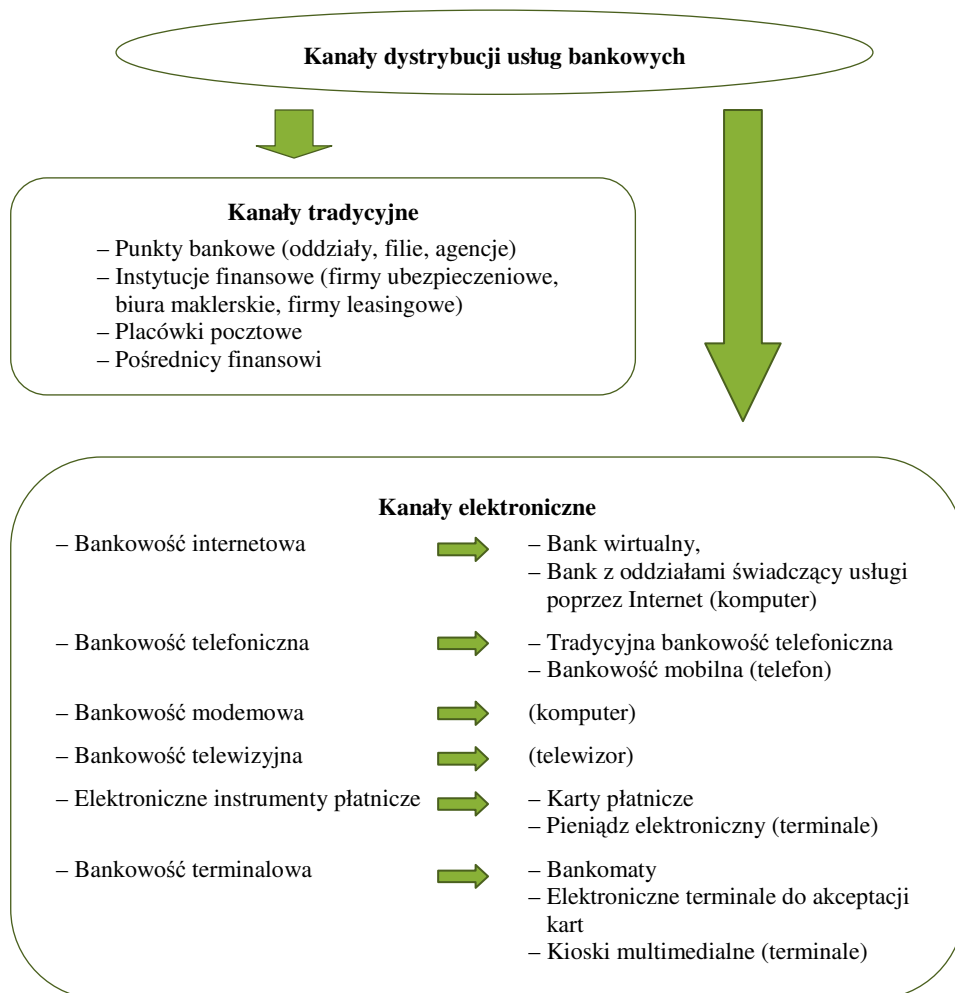 Kanały dystrybucji usług bankowych
Kanały tradycyjne
– Punkty bankowe (oddziały, filie, agencje)
– Instytucje finansowe (firmy ubezpieczeniowe,
biura maklerskie, firmy leasingowe)
– Placówki pocztowe
– Pośrednicy finansowi
Kanały elektroniczne
– Bankowość internetowa
– Bank wirtualny,
– Bank z oddziałami świadczący usługi
poprzez Internet (komputer)
– Bankowość telefoniczna
– Tradycyjna bankowość telefoniczna
– Bankowość mobilna (telefon)
– Bankowość modemowa
(komputer)
– Bankowość telewizyjna
(telewizor)
– Elektroniczne instrumenty płatnicze
– Karty płatnicze
– Pieniądz elektroniczny (terminale)
– Bankowość terminalowa
– Bankomaty
– Elektroniczne terminale do akceptacji
kart
– Kioski multimedialne (terminale)